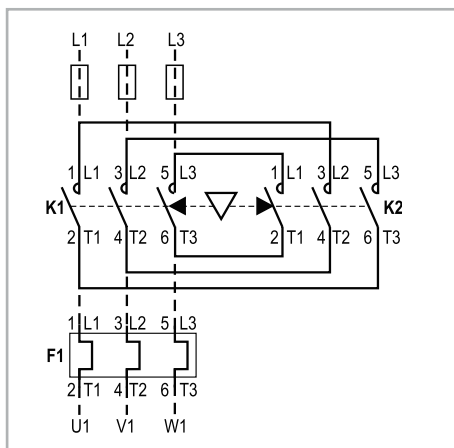 L1 L2 L3
1 L1 3 L2 5 L3 1 L1 3 L2 5 L3
K1 K2
2 T1 4 T2 6 T3 2 T1 4 T2 6 T3
1 L1 3 L2 5 L3
F1
2 T1 4 T2 6 T3
U1 V1 W1